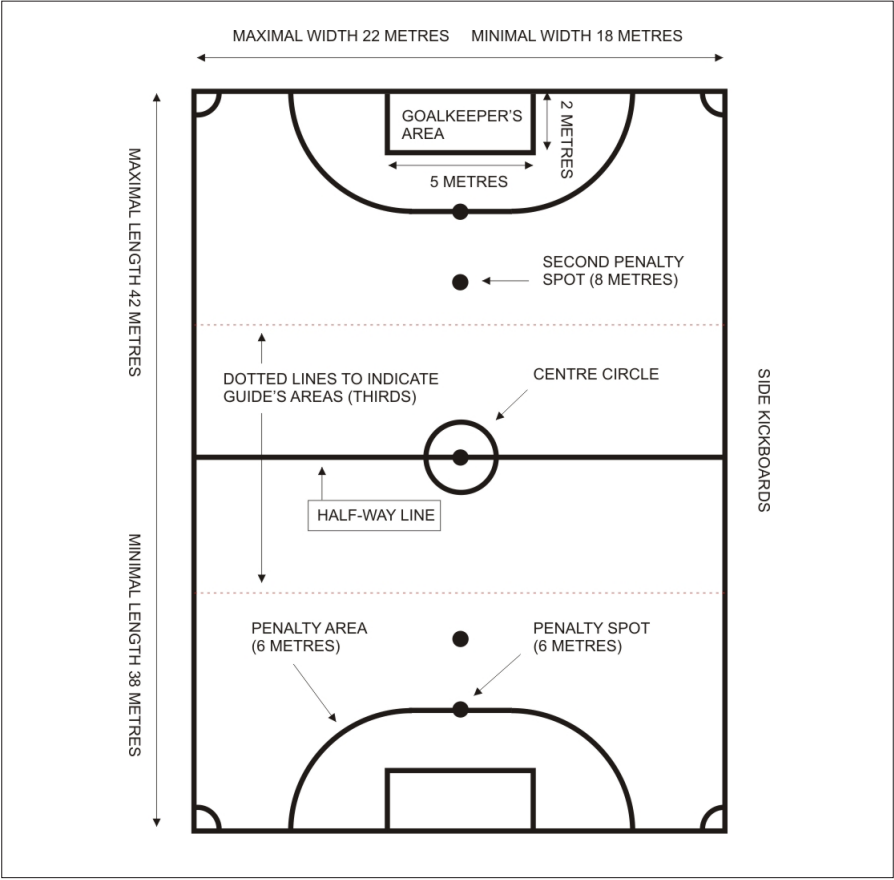 MAXIMAL WIDTH 22 METRES MINIMAL WIDTH 18 METRES
GOALKEEPER'S
AREA
2 METRES
5 METRES
MAXIMAL LENGTH 42 METRES
SECOND PENALTY
SPOT (8 METRES)
DOTTED LINES TO INDICATE
GUIDE'S AREAS (THIRDS)
CENTRE CIRCLE
SIDE KICKBOARDS
HALF-WAY LINE
MINIMAL LENGTH 38 METRES
PENALTY AREA
(6 METRES)
PENALTY SPOT
(6 METRES)